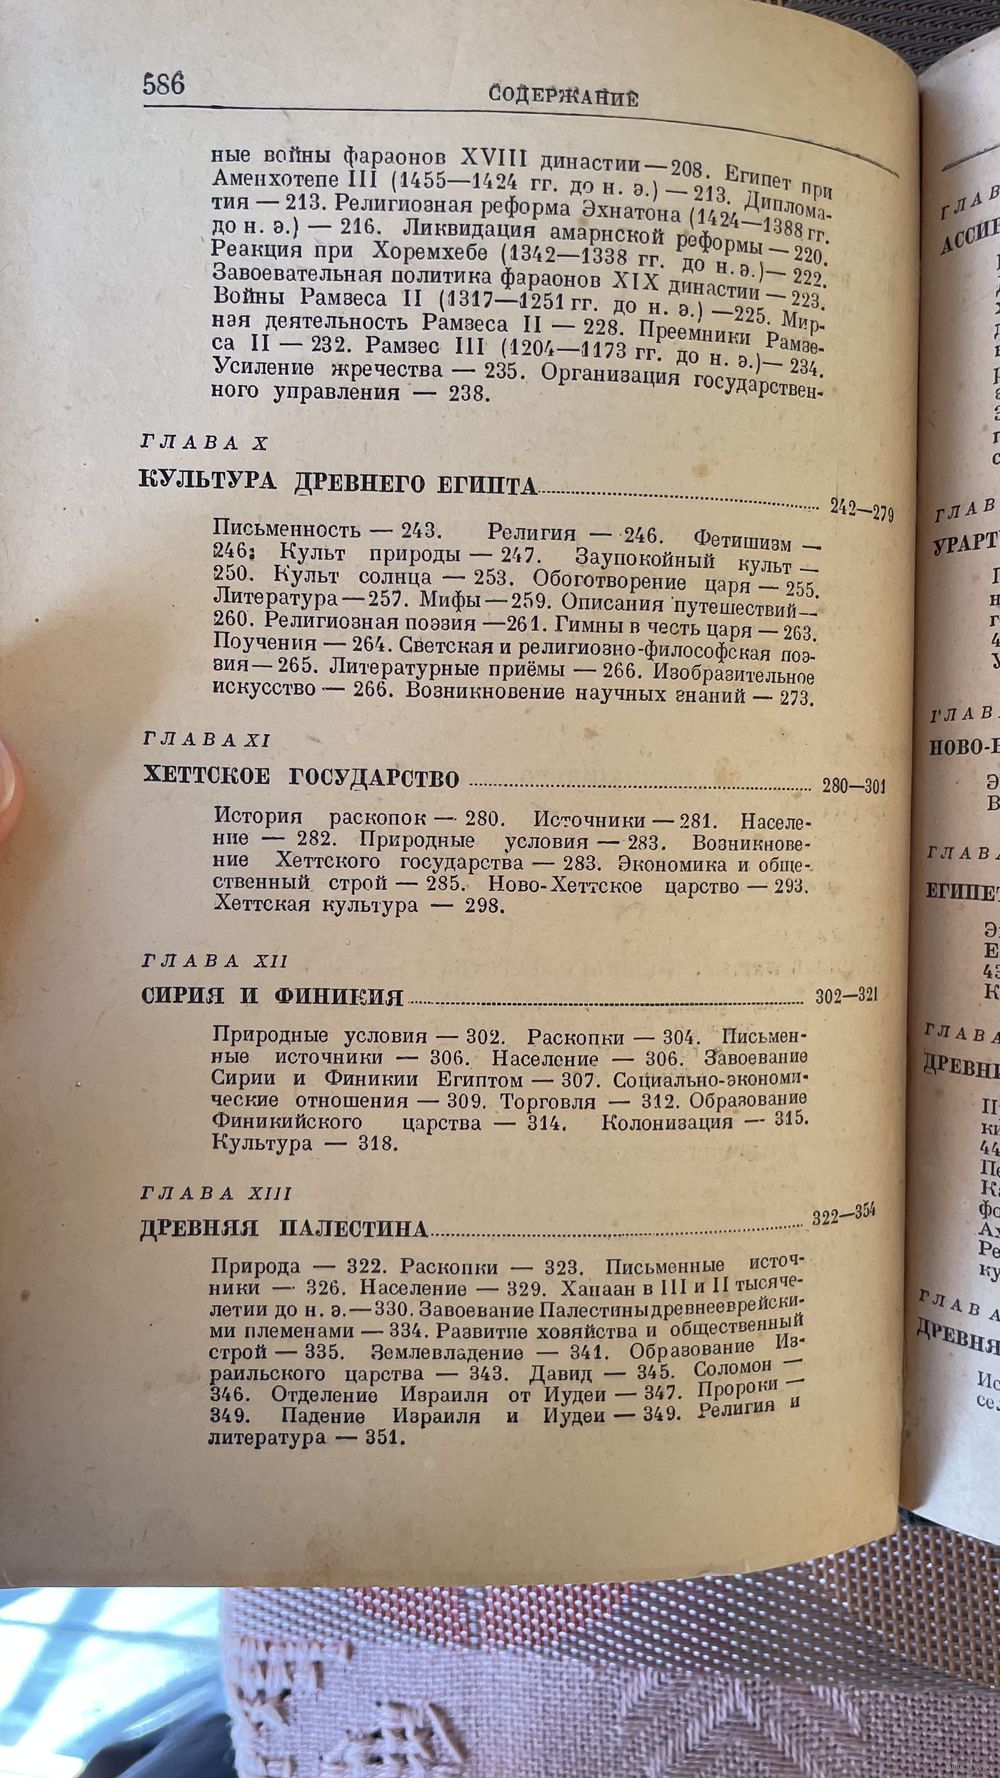 586
СОДЕРЖАНИЕ
ные войны фараонов XVIII династии — 208. Египет при
Аменхотепе III (1455—1424 гг. до н. э.) — 213. Диплома-
тия — 213. Религиозная реформа Эхнатона (1424—1388 гг.
до н. э.) — 216. Ликвидация амарнской реформы — 220.
Реакция при Хоремхебе (1342—1338 гг. до н. э.) — 222.
Завоевательная политика фараонов XIX династии — 223.
Войны Рамзеса II (1317—1251 гг. до н. э.) — 225. Мир-
ная деятельность Рамзеса II — 228. Преемники Рамзе-
са II — 232. Рамзес III (1204—1173 гг. до н. э.) — 234.
Усиление жречества — 235. Организация государствен-
ного управления — 238.
ГЛАВА X
КУЛЬТУРА ДРЕВНЕГО ЕГИПТА 242—279
Письменность — 243. Религия — 246. Фетишизм —
246; Культ природы — 247. Заупокойный культ —
250. Культ солнца — 253. Обоготворение царя — 255.
Литература — 257. Мифы — 259. Описания путешествий —
260. Религиозная поэзия — 261. Гимны в честь царя — 263.
Поучения — 264. Светская и религиозно-философская поэ-
зия — 265. Литературные приёмы — 266. Изобразительное
искусство — 266. Возникновение научных знаний — 273.
ГЛАВА XI
ХЕТТСКОЕ ГОСУДАРСТВО 280—301
История раскопок — 280. Источники — 281. Населе-
ние — 282. Природные условия — 283. Возникнове-
ние Хеттского государства — 283. Экономика и обще-
ственный строй — 285. Ново-Хеттское царство — 293.
Хеттская культура — 298.
ГЛАВА XII
СИРИЯ И ФИНИКИЯ 302—321
Природные условия — 302. Раскопки — 304. Письмен-
ные источники — 306. Население — 306. Завоевание
Сирии и Финикии Египтом — 307. Социально-экономи-
ческие отношения — 309. Торговля — 312. Образование
Финикийского царства — 314. Колонизация — 315.
Культура — 318.
ГЛАВА XIII
ДРЕВНЯЯ ПАЛЕСТИНА 322—354
Природа — 322. Раскопки — 323. Письменные источ-
ники — 326. Население — 329. Ханаан в III и II тысяче-
летии до н. э. — 330. Завоевание Палестины древнееврейски-
ми племенами — 334. Развитие хозяйства и общественный
строй — 335. Землевладение — 341. Образование Из-
раильского царства — 343. Давид — 345. Соломон —
346. Отделение Израиля от Иудеи — 347. Пророки —
349. Падение Израиля и Иудеи — 349. Религия и
литература — 351.